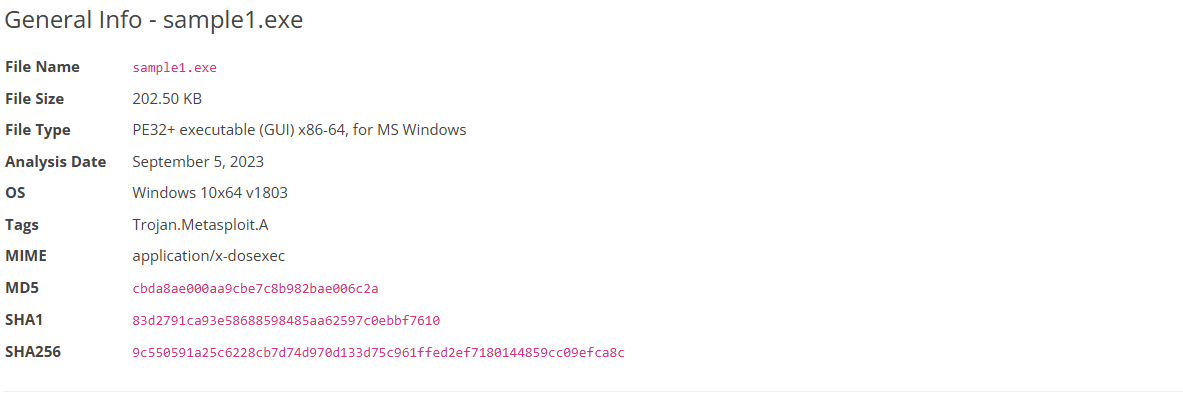 General Info - sample1.exe
File Name sample1.exe
File Size 202.50 KB
File Type PE32+ executable (GUI) x86-64, for MS Windows
Analysis Date September 5, 2023
OS Windows 10x64 v1803
Tags Trojan.Metasploit.A
MIME application/x-dosexec
MD5 cbda8ae000aa9cbe7c8b982bae006c2a
SHA1 83d2791ca93e58688598485aa62597c0ebbf7610
SHA256 9c550591a25c6228cb7d74d970d133d75c961ffed2ef7180144859cc09efca8c